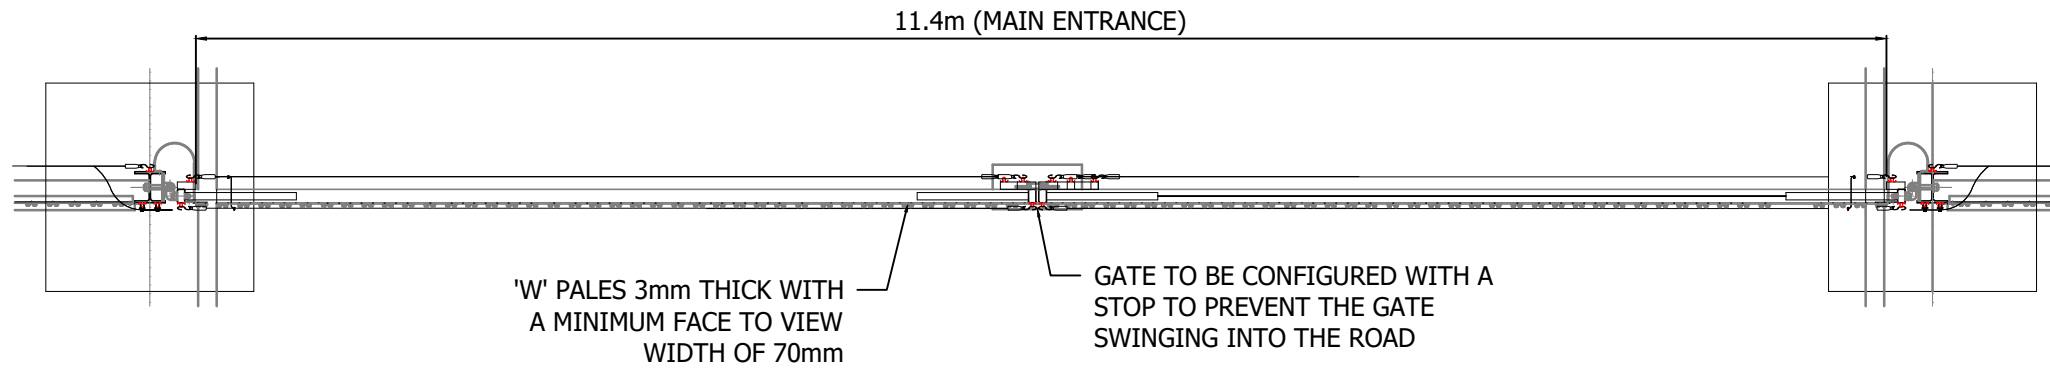 11.4m (MAIN ENTRANCE)
'W' PALES 3mm THICK WITH
A MINIMUM FACE TO VIEW
WIDTH OF 70mm
GATE TO BE CONFIGURED WITH A
STOP TO PREVENT THE GATE
SWINGING INTO THE ROAD